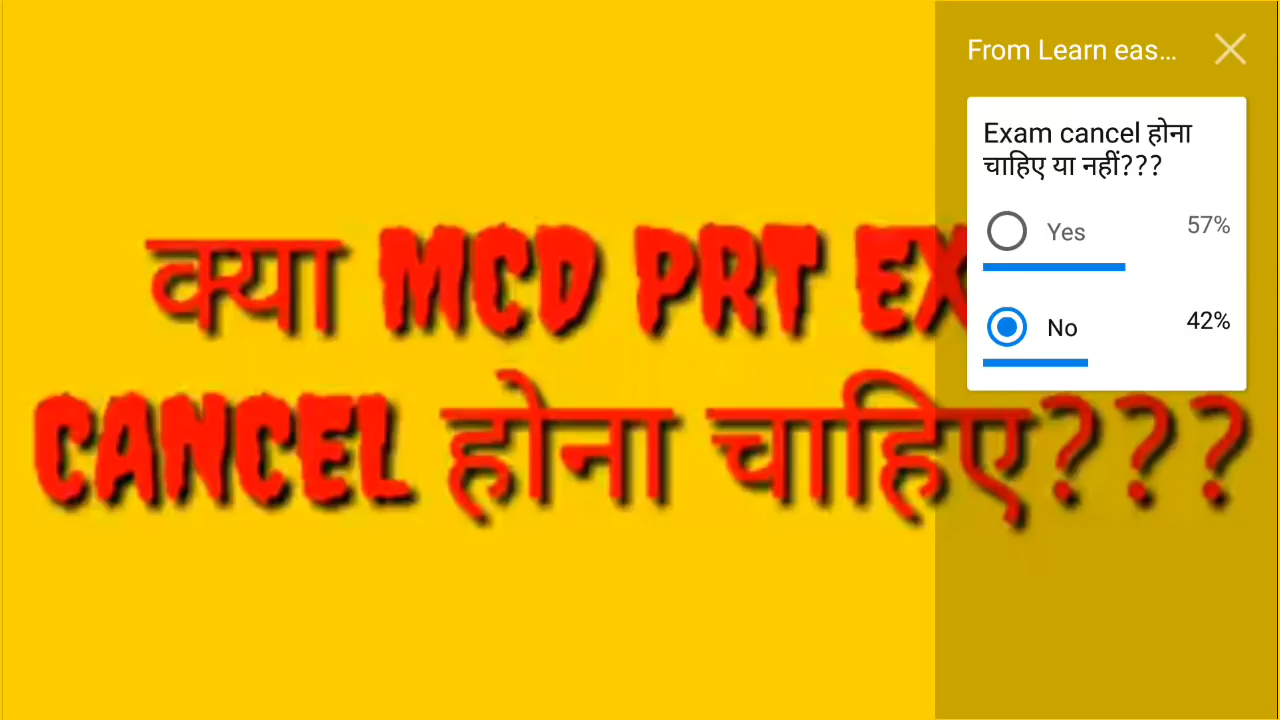 From Learn eas...
Exam cancel होना
चाहिए या नहीं???
Yes 57%
No 42%
क्या MCD PRT EX
CANCEL होना चाहिए???